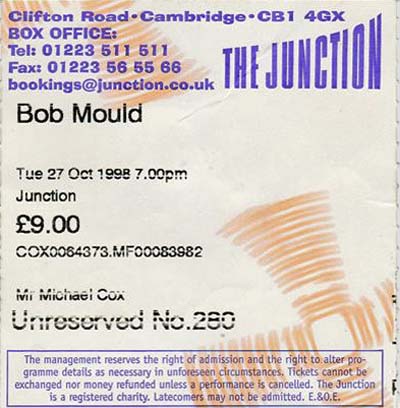 Clifton Road•Cambridge•CB1 4GX
BOX OFFICE:
Tel: 01223 511 511
Fax: 01223 56 55 66
bookings@junction.co.uk
THE JUNCTION
Bob Mould
Tue 27 Oct 1998 7.00pm
Junction
£9.00
COX0064373.MF00083982
Mr Michael Cox
Unreserved No.280
The management reserves the right of admission and the right to alter pro-
gramme details as necessary in unforeseen circumstances. Tickets cannot be
exchanged nor money refunded unless a performance is cancelled. The Junction
is a registered charity. Latecomers may not be admitted. E.&O.E.